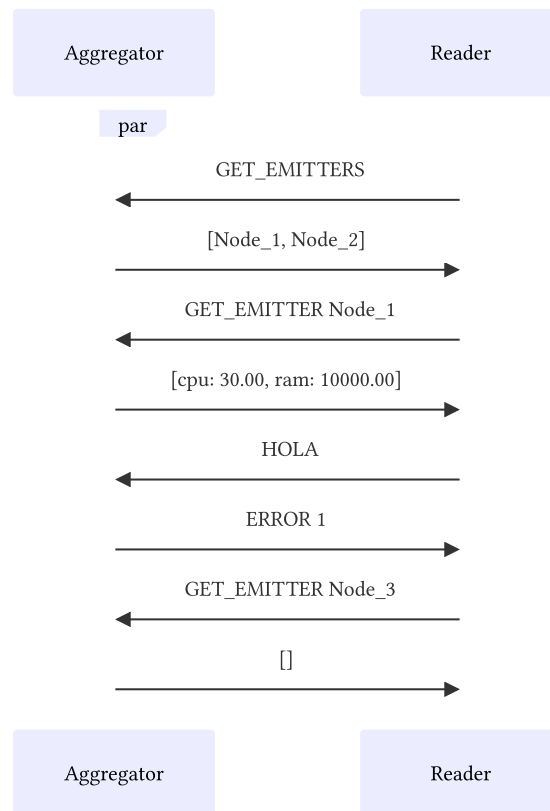 Aggregator
Reader
par
GET_EMITTERS
[Node_1, Node_2]
GET_EMITTER Node_1
[cpu: 30.00, ram: 10000.00]
HOLA
ERROR 1
GET_EMITTER Node_3
[]
Aggregator
Reader